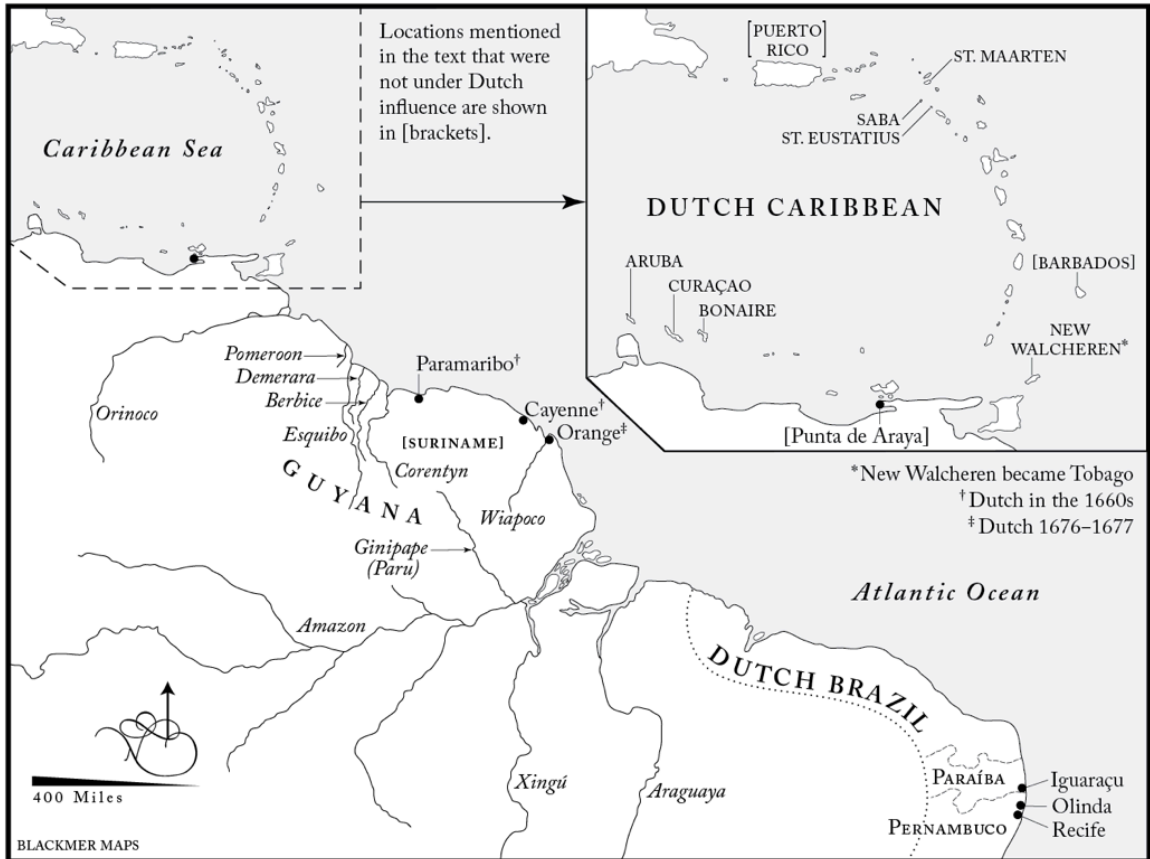 Locations mentioned
in the text that were
not under Dutch
influence are shown
in [brackets].
Caribbean Sea
[PUERTO
RICO]
ST. MAARTEN
SABA
ST. EUSTATIUS
DUTCH CARIBBEAN
ARUBA
CURAÇAO
BONAIRE
[BARBADOS]
NEW
WALCHEREN*
[Punta de Araya]
*New Walcheren became Tobago
†Dutch in the 1660s
‡Dutch 1676–1677
Pomeroon
Demerara
Berbice
Orinoco
Esquibo
Paramaribo†
Cayenne†
Orange‡
[SURINAME]
Corentyn
GUYANA
Wiapoco
Ginipape
(Paru)
Amazon
Atlantic Ocean
DUTCH BRAZIL
Xingú
Araguaya
PARAÍBA
PERNAMBUCO
Iguaraçu
Olinda
Recife
400 Miles
BLACKMER MAPS